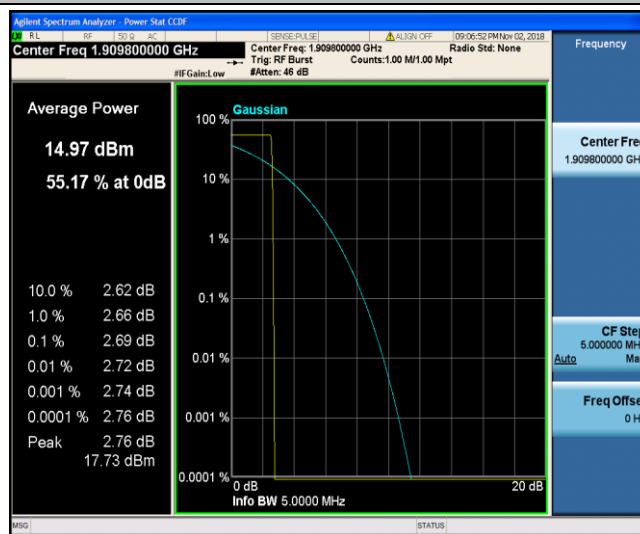 Agilent Spectrum Analyzer - Power Stat CCDF
RL RF 50 Ω AC SENSE:PULSE ALIGN OFF 09:06:52 PM Nov 02, 2018
Center Freq 1.909800000 GHz
Center Freq: 1.909800000 GHz Radio Std: None
Trig: RF Burst Counts:1.00 M/1.00 Mpt
#IFGain:Low #Atten: 46 dB
Frequency
Average Power
14.97 dBm
55.17 % at 0dB
10.0 % 2.62 dB
1.0 % 2.66 dB
0.1 % 2.69 dB
0.01 % 2.72 dB
0.001 % 2.74 dB
0.0001 % 2.76 dB
Peak 2.76 dB
17.73 dBm
Gaussian
100 %
10 %
1 %
0.1 %
0.01 %
0.001 %
0.0001 %
0 dB 20 dB
Info BW 5.0000 MHz
Center Fre
1.909800000 GH
CF Ste
5.000000 MH
Auto Ma
Freq Offse
0 H
MSG STATUS